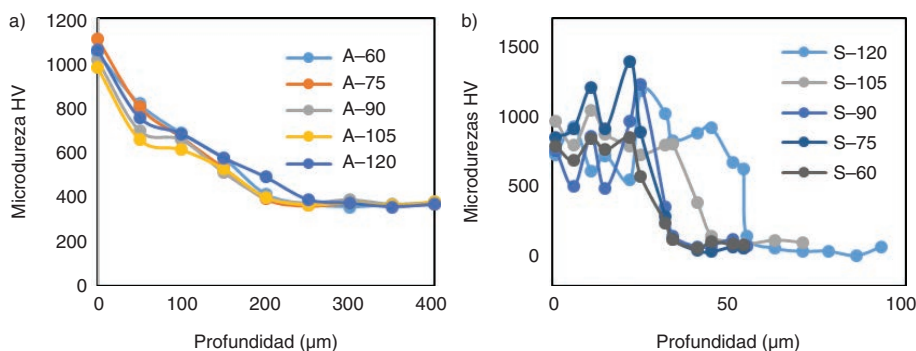 a)
Microdureza HV
1200
1000
800
600
400
200
0
0
100
200
300
400
Profundidad (µm)
A–60
A–75
A–90
A–105
A–120
b)
Microdurezas HV
1500
1000
500
0
0
50
100
Profundidad (µm)
S–120
S–105
S–90
S–75
S–60